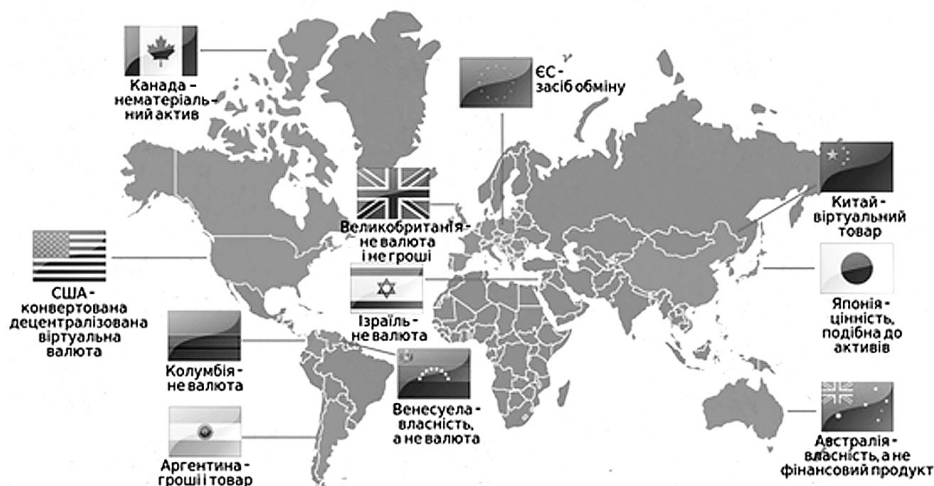 Канада –
нематеріаль-
ний актив
ЄС -
засіб обміну
Великобританія-
не валюта
і не гроші
Китай -
віртуальний
товар
США -
конвертована
децентралізована
віртуальна
валюта
Ізраїль-
не валюта
Японія -
цінність,
подібна до
активів
Колумбія -
не валюта
Венесуела -
власність,
а не валюта
Аргентина -
гроші і товар
Австралія -
власність, а не
фінансовий продукт